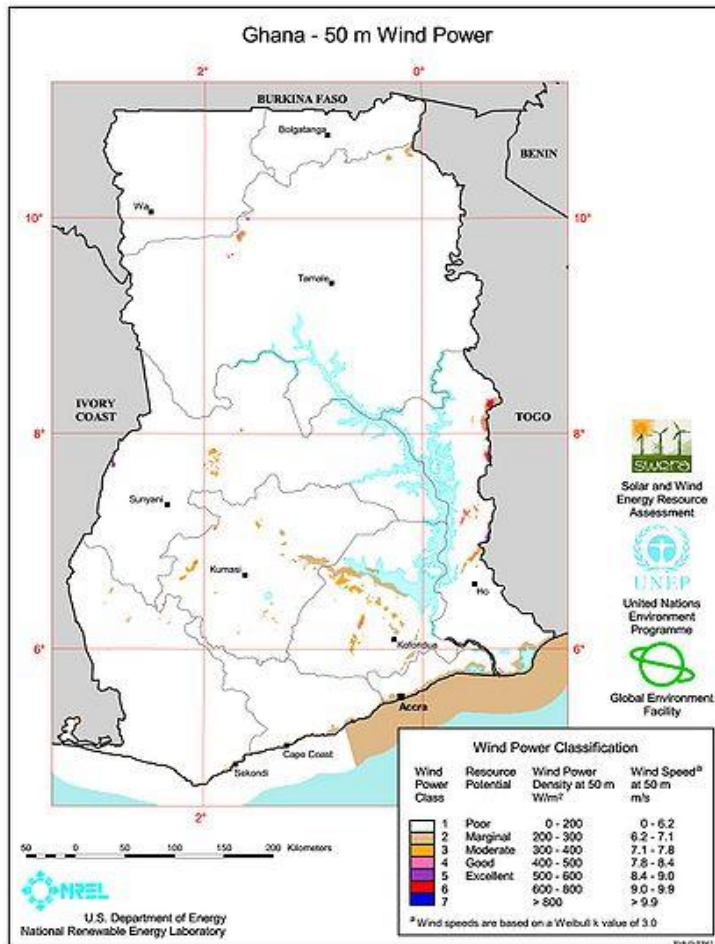 Ghana - 50 m Wind Power
2° 0°
BURKINA FASO
Bolgatanga
BENIN
Wa
10° 10°
Tamale
IVORY
COAST
TOGO
8° 8°
swera
Solar and Wind
Energy Resource
Assessment
Sunyani
UNEP
Kumasi
Ho
United Nations
Environment
Programme
Koforidua
6° 6°
Global Environment
Facility
Accra
Cape Coast
Sekondi
2°
Wind Power Classification
Wind Power Class Resource Potential Wind Power Density at 50 m W/m² Wind Speedª at 50 m m/s
1 Poor 0 - 200 0 - 6.2
2 Marginal 200 - 300 6.2 - 7.1
3 Moderate 300 - 400 7.1 - 7.8
4 Good 400 - 500 7.8 - 8.4
5 Excellent 500 - 600 8.4 - 9.0
6 600 - 800 9.0 - 9.9
7 > 800 > 9.9
ª Wind speeds are based on a Weibull k value of 3.0
50 0 50 100 150 200 Kilometers
NREL
U.S. Department of Energy
National Renewable Energy Laboratory